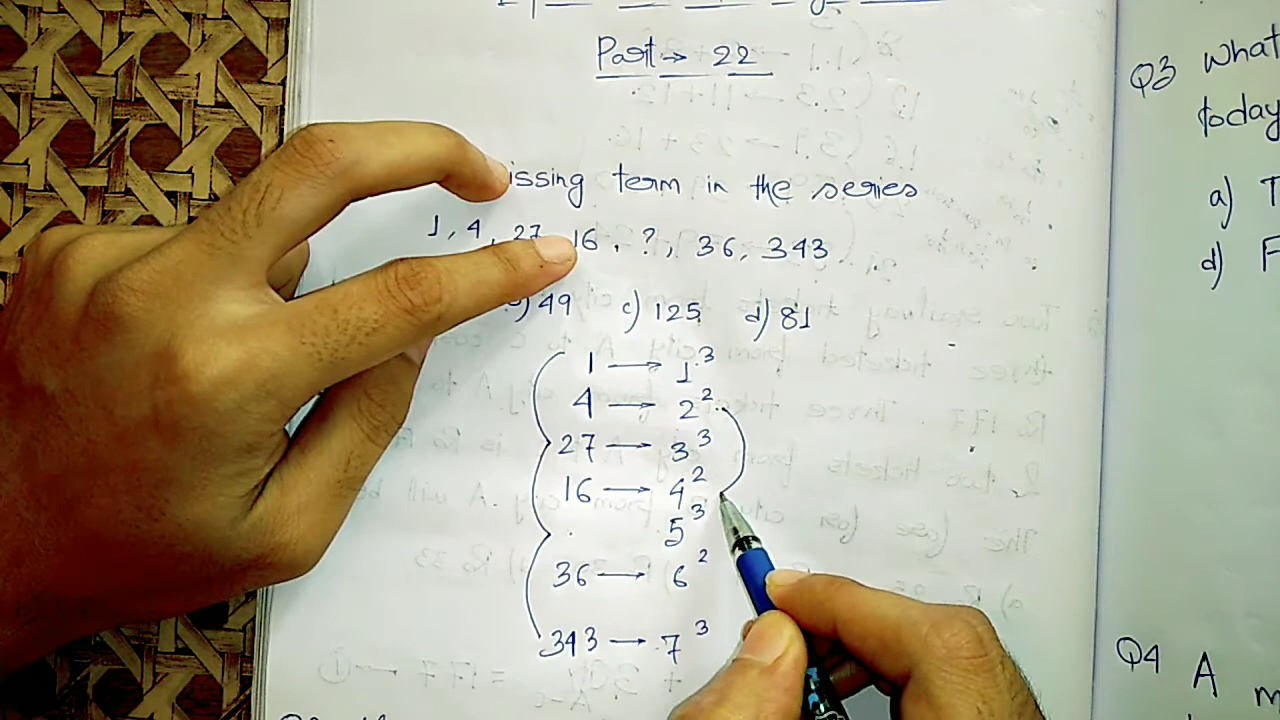 Part → 22
issing term in the series
1, 4, 27, 16, ?, 36, 343
49 c) 125 d) 81
1 → 1³
4 → 2²
27 → 3³
16 → 4²
5³
36 → 6²
343 → 7³
Q3 What
today
a) T
d) F
Q4 A